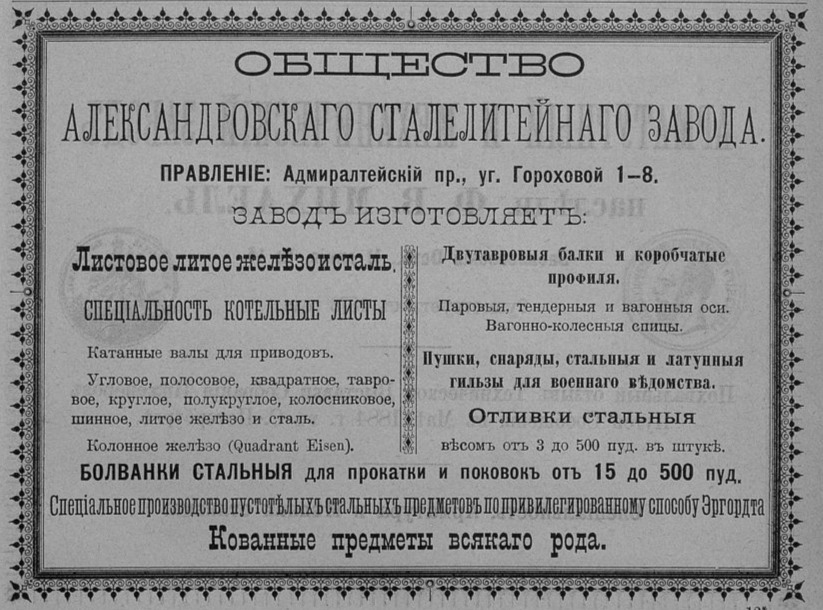 ОБЩЕСТВО
АЛЕКСАНДРОВСКАГО СТАЛЕЛИТЕЙНАГО ЗАВОДА.
ПРАВЛЕНІЕ: Адмиралтейскій пр., уг. Гороховой 1—8.
ЗАВОДЪ ИЗГОТОВЛЯЕТЪ:
Листовое литое желѣзо и сталь.
СПЕЦІАЛЬНОСТЬ КОТЕЛЬНЫЕ ЛИСТЫ
Катанные валы для приводовъ.
Угловое, полосовое, квадратное, тавро-
вое, круглое, полукруглое, колосниковое,
шинное, литое желѣзо и сталь.
Колонное желѣзо (Quadrant Eisen).
Двутавровыя балки и коробчатые
профиля.
Паровыя, тендерныя и вагонныя оси.
Вагонно-колесныя спицы.
Пушки, снаряды, стальныя и латунныя
гильзы для военнаго вѣдомства.
Отливки стальныя
вѣсомъ отъ 3 до 500 пуд. въ штукѣ.
БОЛВАНКИ СТАЛЬНЫЯ для прокатки и поковокъ отъ 15 до 500 пуд.
Спеціальное производство пустотѣлыхъ стальныхъ предметовъ по привилегированному способу Эргордта
Кованные предметы всякаго рода.